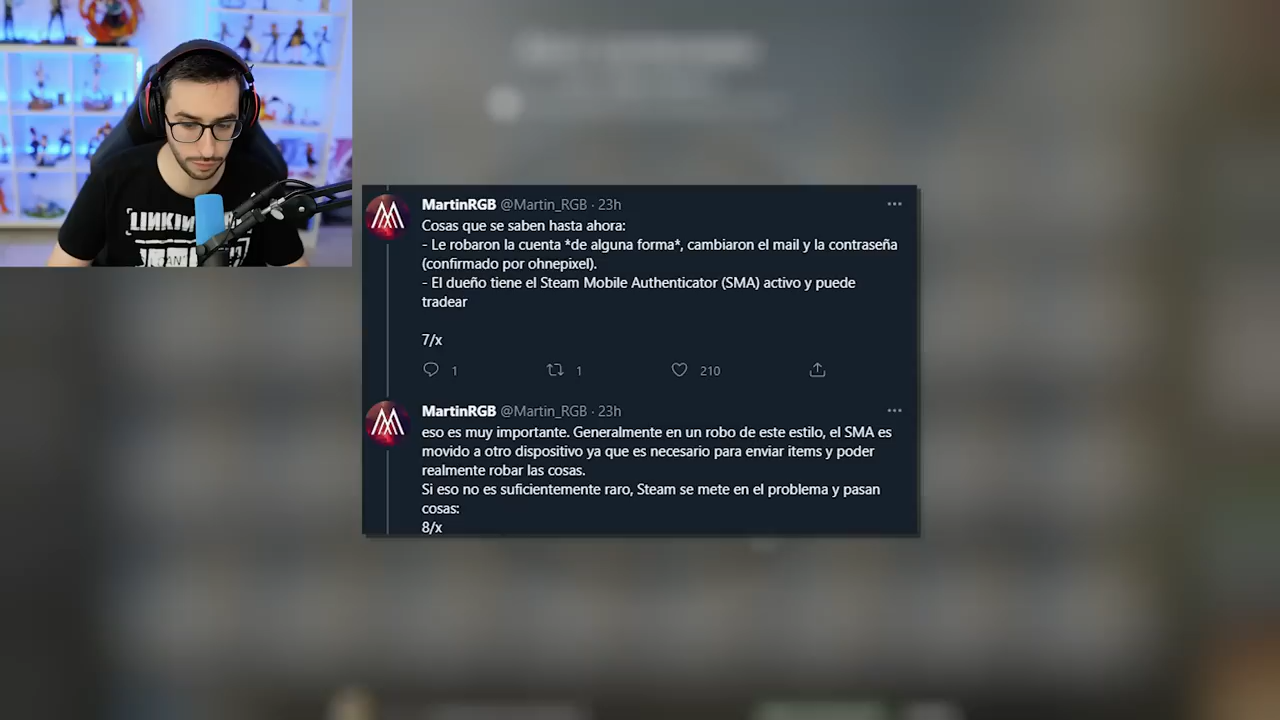 LINKIN
MartinRGB @Martin_RGB · 23h
Cosas que se saben hasta ahora:
- Le robaron la cuenta *de alguna forma*, cambiaron el mail y la contraseña
(confirmado por ohnepixel).
- El dueño tiene el Steam Mobile Authenticator (SMA) activo y puede
tradear
7/x
1 1 210
MartinRGB @Martin_RGB · 23h
eso es muy importante. Generalmente en un robo de este estilo, el SMA es
movido a otro dispositivo ya que es necesario para enviar items y poder
realmente robar las cosas.
Si eso no es suficientemente raro, Steam se mete en el problema y pasan
cosas:
8/x